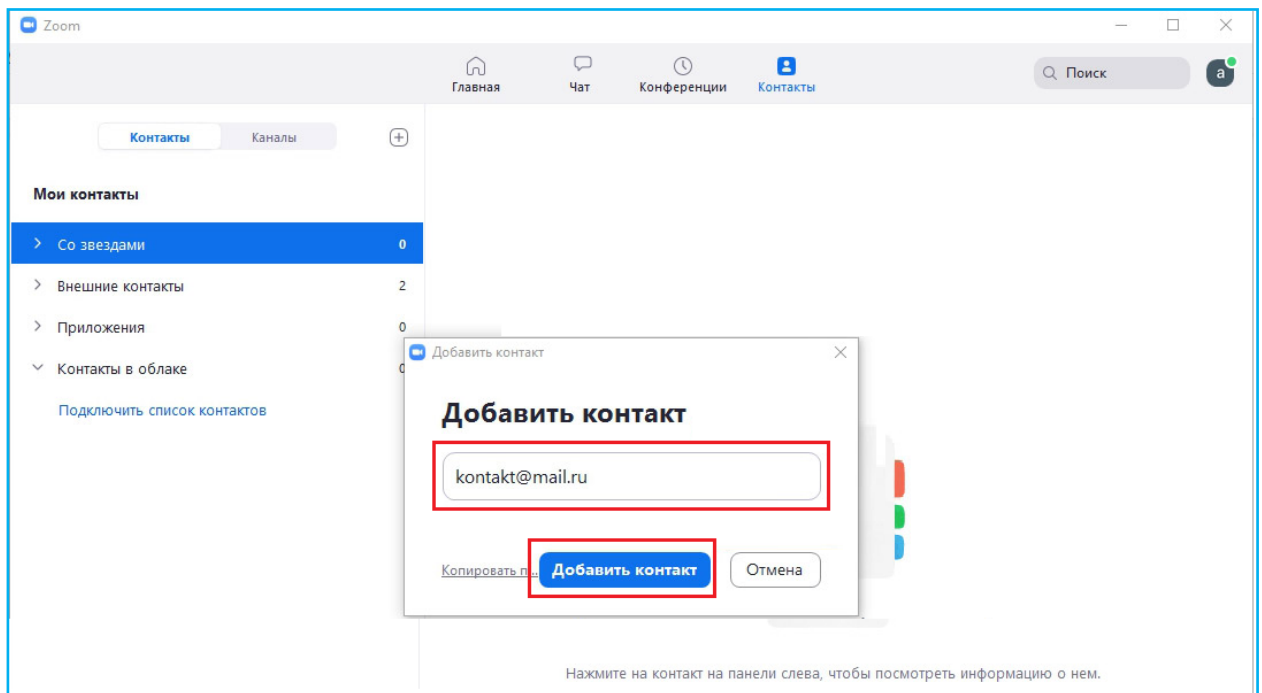 Zoom
Главная
Чат
Конференции
Контакты
Поиск
a
Контакты
Каналы
Мои контакты
Со звездами 0
Внешние контакты 2
Приложения 0
Контакты в облаке
Подключить список контактов
Добавить контакт
Добавить контакт
kontakt@mail.ru
Копировать п...
Добавить контакт
Отмена
Нажмите на контакт на панели слева, чтобы посмотреть информацию о нем.